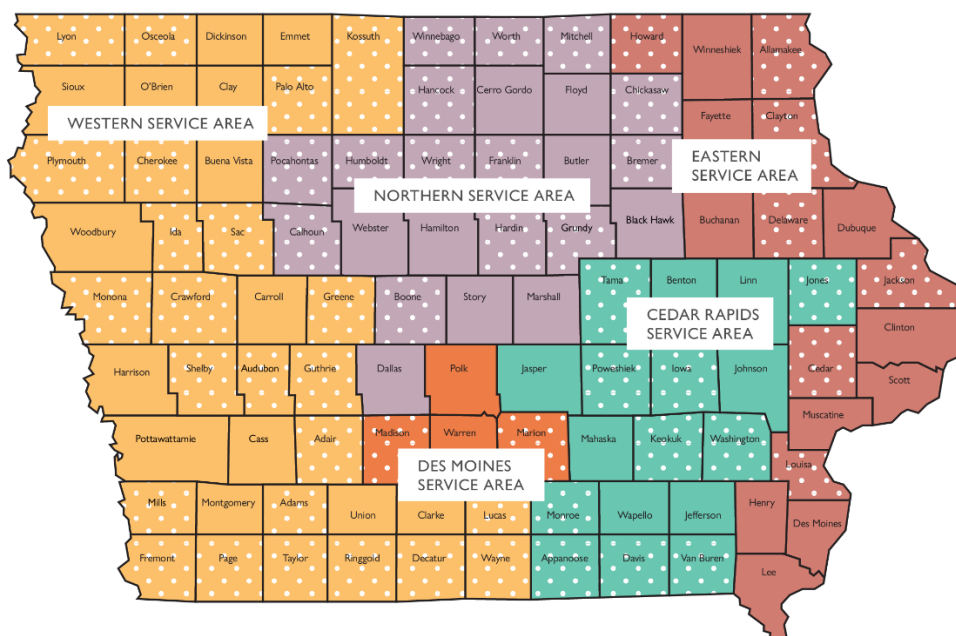 Lyon
Osceola
Dickinson
Emmet
Kossuth
Winnebago
Worth
Mitchell
Howard
Winneshiek
Allamakee
Sioux
O'Brien
Clay
Palo Alto
Hancock
Cerro Gordo
Floyd
Chickasaw
Fayette
Clayton
WESTERN SERVICE AREA
Plymouth
Cherokee
Buena Vista
Pocahontas
Humboldt
Wright
Franklin
Butler
Bremer
EASTERN
SERVICE AREA
NORTHERN SERVICE AREA
Woodbury
Ida
Sac
Calhoun
Webster
Hamilton
Hardin
Grundy
Black Hawk
Buchanan
Delaware
Dubuque
Monona
Crawford
Carroll
Greene
Boone
Story
Marshall
Tama
Benton
Linn
Jones
Jackson
CEDAR RAPIDS
SERVICE AREA
Clinton
Harrison
Shelby
Audubon
Guthrie
Dallas
Polk
Jasper
Poweshiek
Iowa
Johnson
Cedar
Scott
Muscatine
Pottawattamie
Cass
Adair
Madison
Warren
Marion
Mahaska
Keokuk
Washington
Louisa
DES MOINES
SERVICE AREA
Mills
Montgomery
Adams
Union
Clarke
Lucas
Monroe
Wapello
Jefferson
Henry
Des Moines
Fremont
Page
Taylor
Ringgold
Decatur
Wayne
Appanoose
Davis
Van Buren
Lee